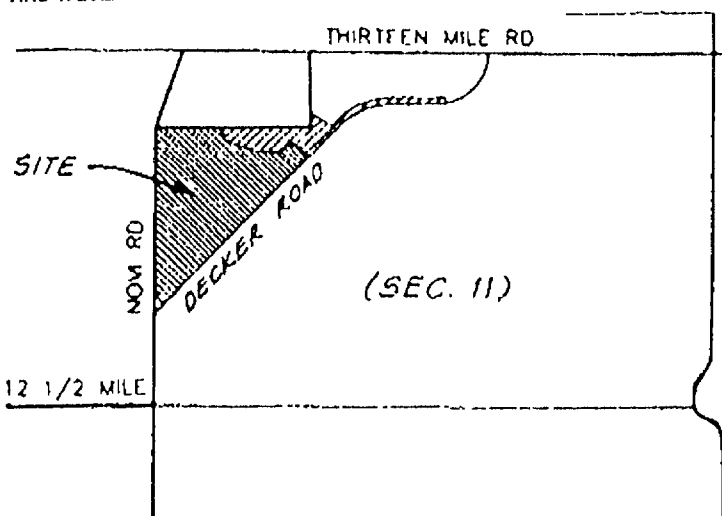 THIRTEEN MILE RD
SITE
NOVI RD
DECKER ROAD
(SEC. 11)
12 1/2 MILE